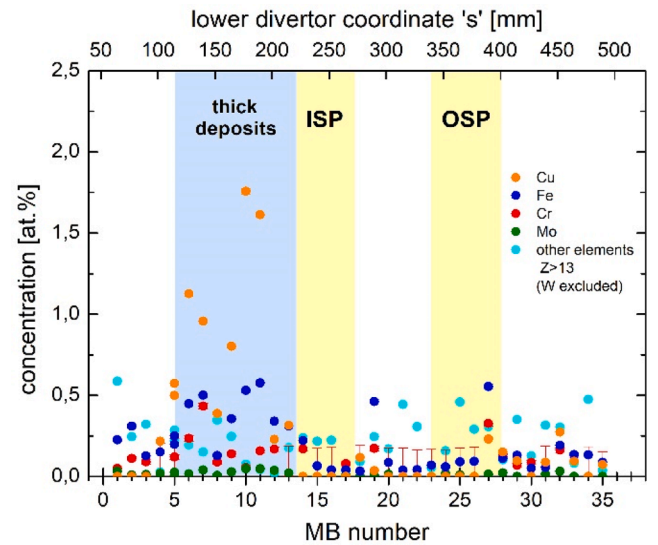 lower divertor coordinate 's' [mm]
50 100 150 200 250 300 350 400 450 500
2,5
2,0
1,5
1,0
0,5
0,0
concentration [at.%]
thick
deposits
ISP
OSP
Cu
Fe
Cr
Mo
other elements
Z>13
(W excluded)
0 5 10 15 20 25 30 35
MB number